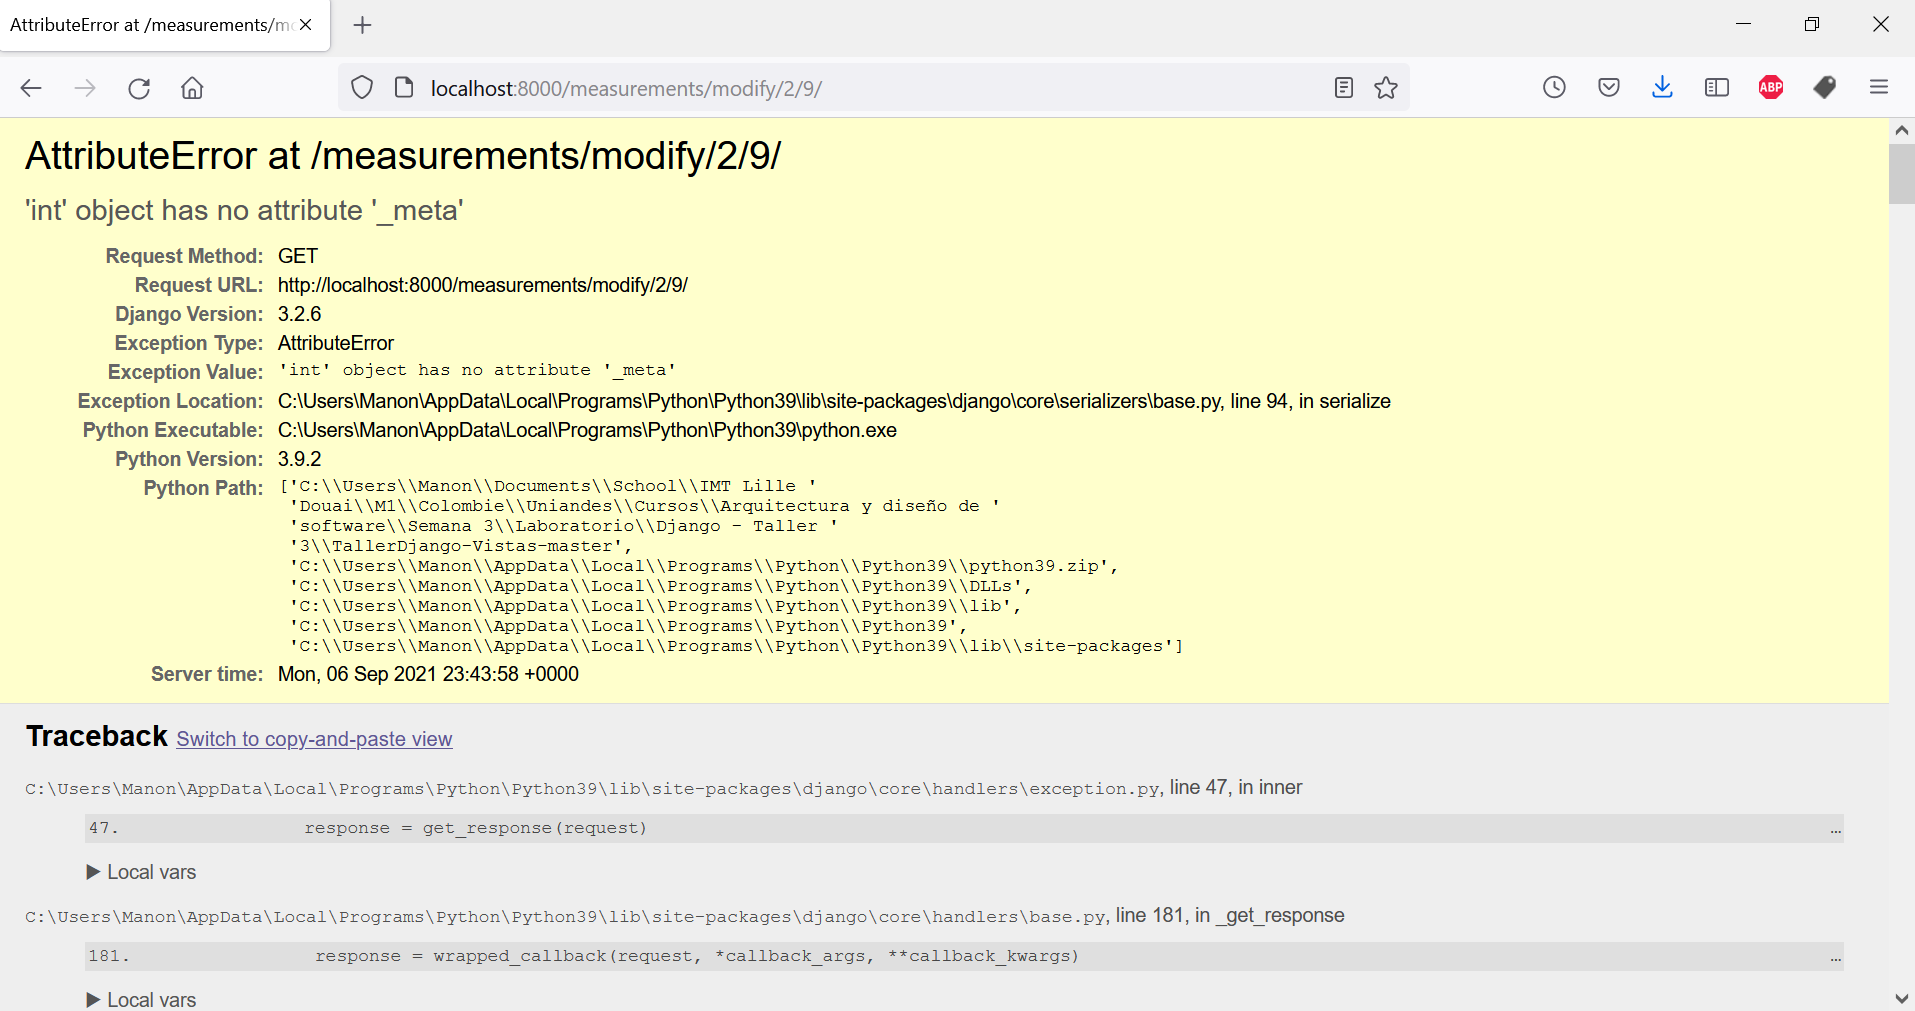 AttributeError at /measurements/mo
localhost:8000/measurements/modify/2/9/
ABP
AttributeError at /measurements/modify/2/9/
'int' object has no attribute '_meta'
Request Method: GET
Request URL: http://localhost:8000/measurements/modify/2/9/
Django Version: 3.2.6
Exception Type: AttributeError
Exception Value: 'int' object has no attribute '_meta'
Exception Location: C:\Users\Manon\AppData\Local\Programs\Python\Python39\lib\site-packages\django\core\serializers\base.py, line 94, in serialize
Python Executable: C:\Users\Manon\AppData\Local\Programs\Python\Python39\python.exe
Python Version: 3.9.2
Python Path: ['C:\\Users\\Manon\\Documents\\School\\IMT Lille '
'Douai\\M1\\Colombie\\Uniandes\\Cursos\\Arquitectura y diseño de '
'software\\Semana 3\\Laboratorio\\Django - Taller '
'3\\TallerDjango-Vistas-master',
'C:\\Users\\Manon\\AppData\\Local\\Programs\\Python\\Python39\\python39.zip',
'C:\\Users\\Manon\\AppData\\Local\\Programs\\Python\\Python39\\DLLs',
'C:\\Users\\Manon\\AppData\\Local\\Programs\\Python\\Python39\\lib',
'C:\\Users\\Manon\\AppData\\Local\\Programs\\Python\\Python39',
'C:\\Users\\Manon\\AppData\\Local\\Programs\\Python\\Python39\\lib\\site-packages']
Server time: Mon, 06 Sep 2021 23:43:58 +0000
Traceback Switch to copy-and-paste view
C:\Users\Manon\AppData\Local\Programs\Python\Python39\lib\site-packages\django\core\handlers\exception.py, line 47, in inner
47. response = get_response(request) …
▶ Local vars
C:\Users\Manon\AppData\Local\Programs\Python\Python39\lib\site-packages\django\core\handlers\base.py, line 181, in _get_response
181. response = wrapped_callback(request, *callback_args, **callback_kwargs) …
▶ Local vars